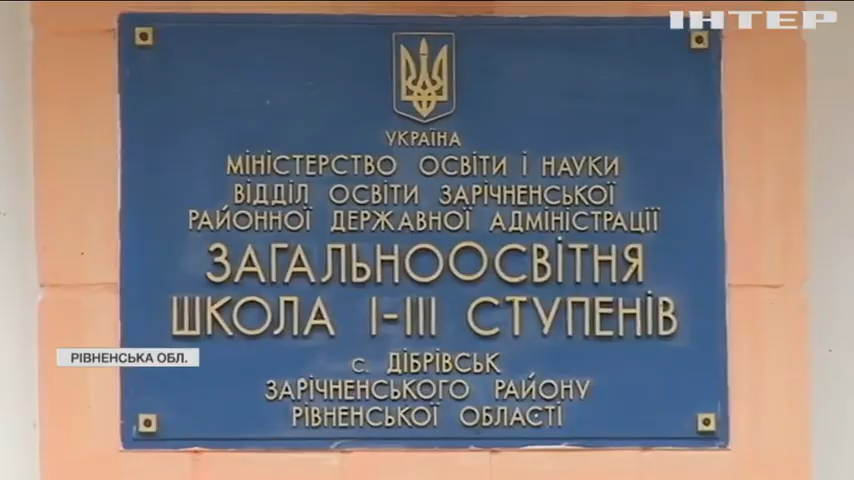 ІНТЕР
УКРАЇНА
МІНІСТЕРСТВО ОСВІТИ І НАУКИ
ВІДДІЛ ОСВІТИ ЗАРІЧНЕНСЬКОЇ
РАЙОННОЇ ДЕРЖАВНОЇ АДМІНІСТРАЦІЇ
ЗАГАЛЬНООСВІТНЯ
ШКОЛА І-ІІІ СТУПЕНІВ
с. ДІБРІВСЬК
ЗАРІЧНЕНСЬКОГО РАЙОНУ
РІВНЕНСЬКОЇ ОБЛАСТІ
РІВНЕНСЬКА ОБЛ.